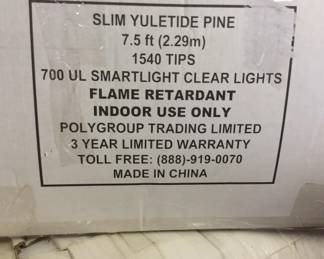 SLIM YULETIDE PINE
7.5 ft (2.29m)
1540 TIPS
700 UL SMARTLIGHT CLEAR LIGHTS
FLAME RETARDANT
INDOOR USE ONLY
POLYGROUP TRADING LIMITED
3 YEAR LIMITED WARRANTY
TOLL FREE: (888)-919-0070
MADE IN CHINA